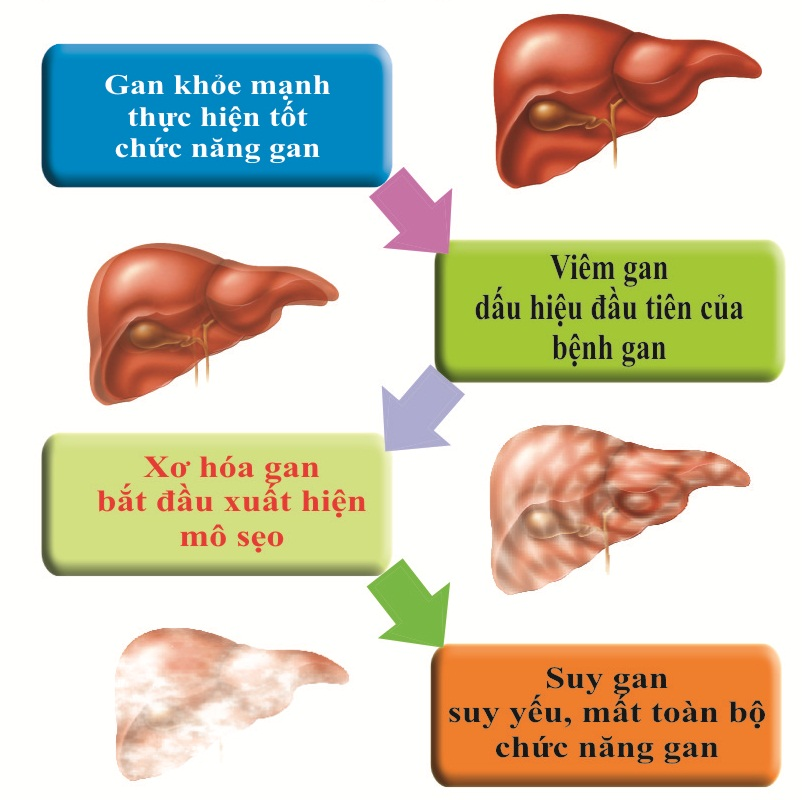 Gan khỏe mạnh
thực hiện tốt
chức năng gan
Viêm gan
dấu hiệu đầu tiên của
bệnh gan
Xơ hóa gan
bắt đầu xuất hiện
mô sẹo
Suy gan
suy yếu, mất toàn bộ
chức năng gan